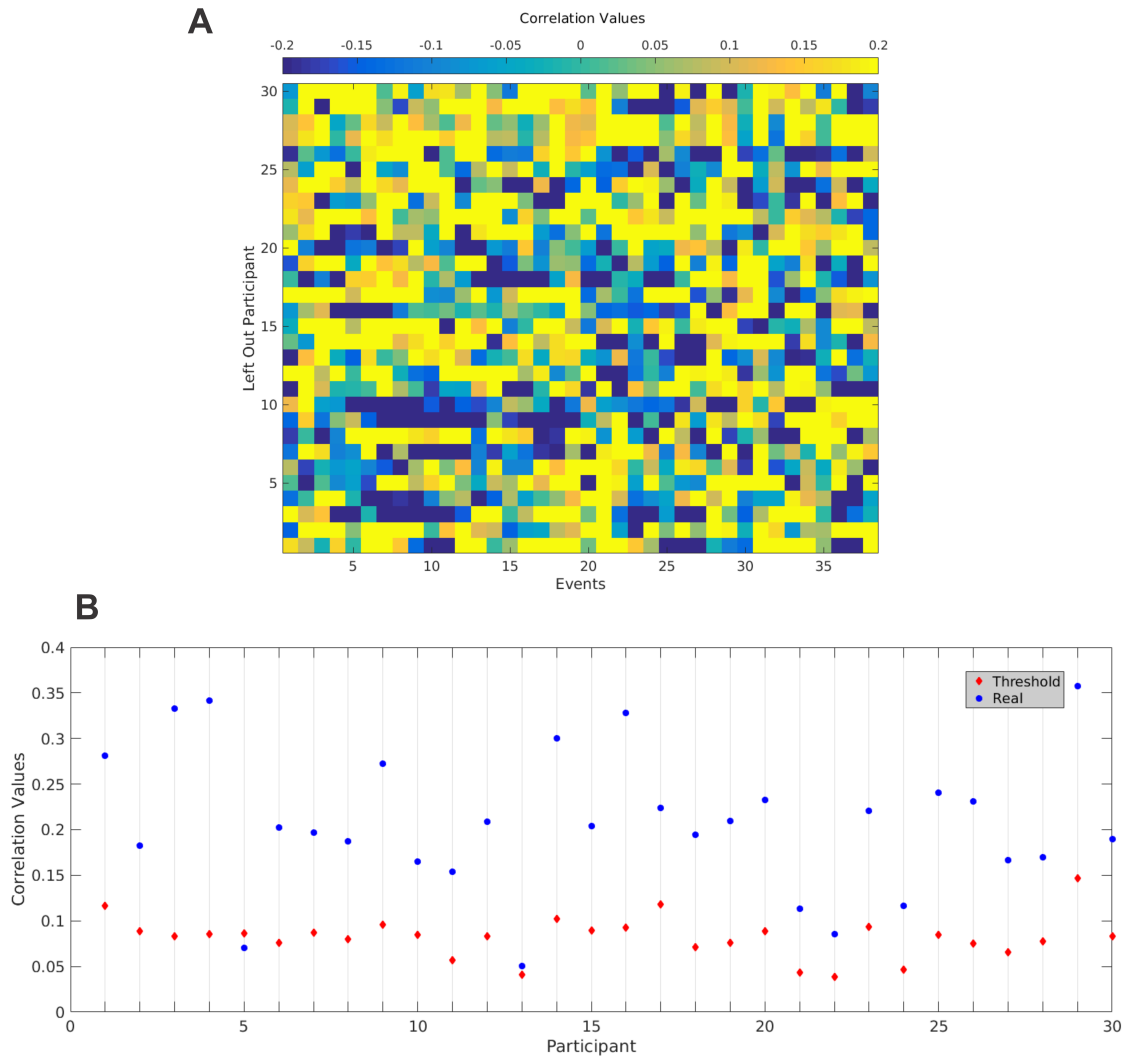 A
Correlation Values
-0.2 -0.15 -0.1 -0.05 0 0.05 0.1 0.15 0.2
30
25
20
15
10
5
Left Out Participant
5 10 15 20 25 30 35
Events
B
0.4
0.35
0.3
0.25
0.2
0.15
0.1
0.05
0
Correlation Values
Threshold
Real
0 5 10 15 20 25 30
Participant